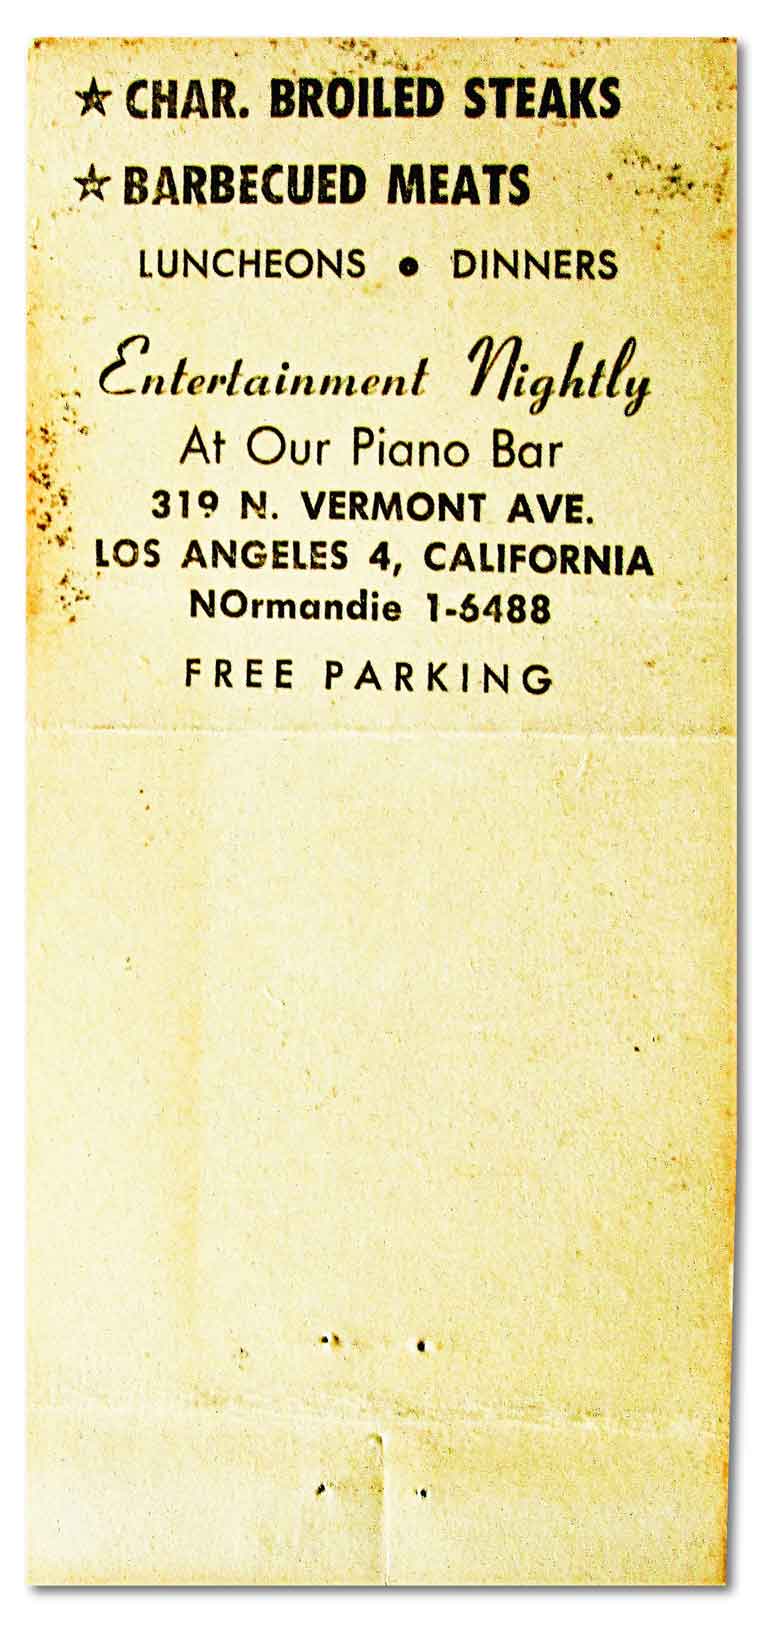 ★ CHAR. BROILED STEAKS
★ BARBECUED MEATS
LUNCHEONS • DINNERS
Entertainment Nightly
At Our Piano Bar
319 N. VERMONT AVE.
LOS ANGELES 4, CALIFORNIA
NOrmandie 1-6488
FREE PARKING